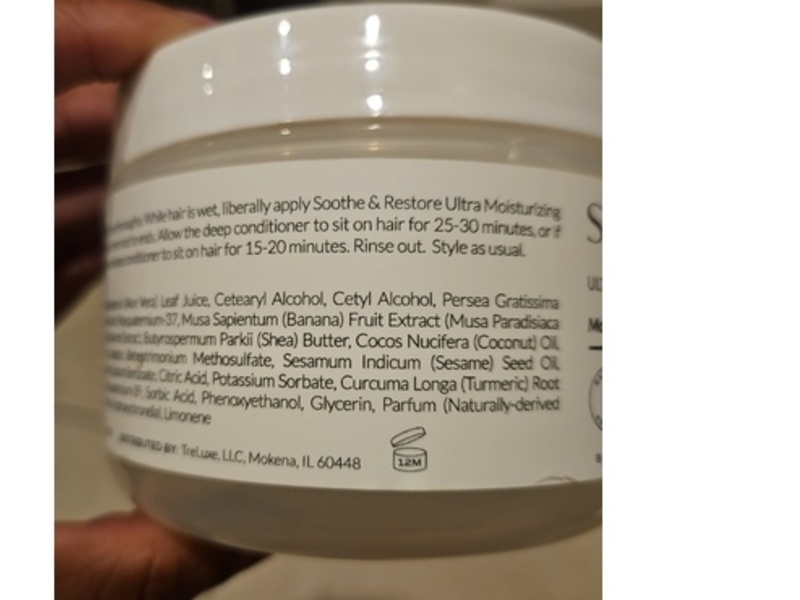 While hair is wet, liberally apply Soothe & Restore Ultra Moisturizing
ends. Allow the deep conditioner to sit on hair for 25-30 minutes, or if
conditioner to sit on hair for 15-20 minutes. Rinse out. Style as usual.
Vera) Leaf Juice, Cetearyl Alcohol, Cetyl Alcohol, Persea Gratissima
Musa Sapientum (Banana) Fruit Extract (Musa Paradisiaca
Butyrospermum Parkii (Shea) Butter, Cocos Nucifera (Coconut) Oil,
Methosulfate, Sesamum Indicum (Sesame) Seed Oil,
Citric Acid, Potassium Sorbate, Curcuma Longa (Turmeric) Root
Sorbic Acid, Phenoxyethanol, Glycerin, Parfum (Naturally-derived
Limonene
DISTRIBUTED BY: TreLuxe, LLC, Mokena, IL 60448
12M
S
UL
Mo